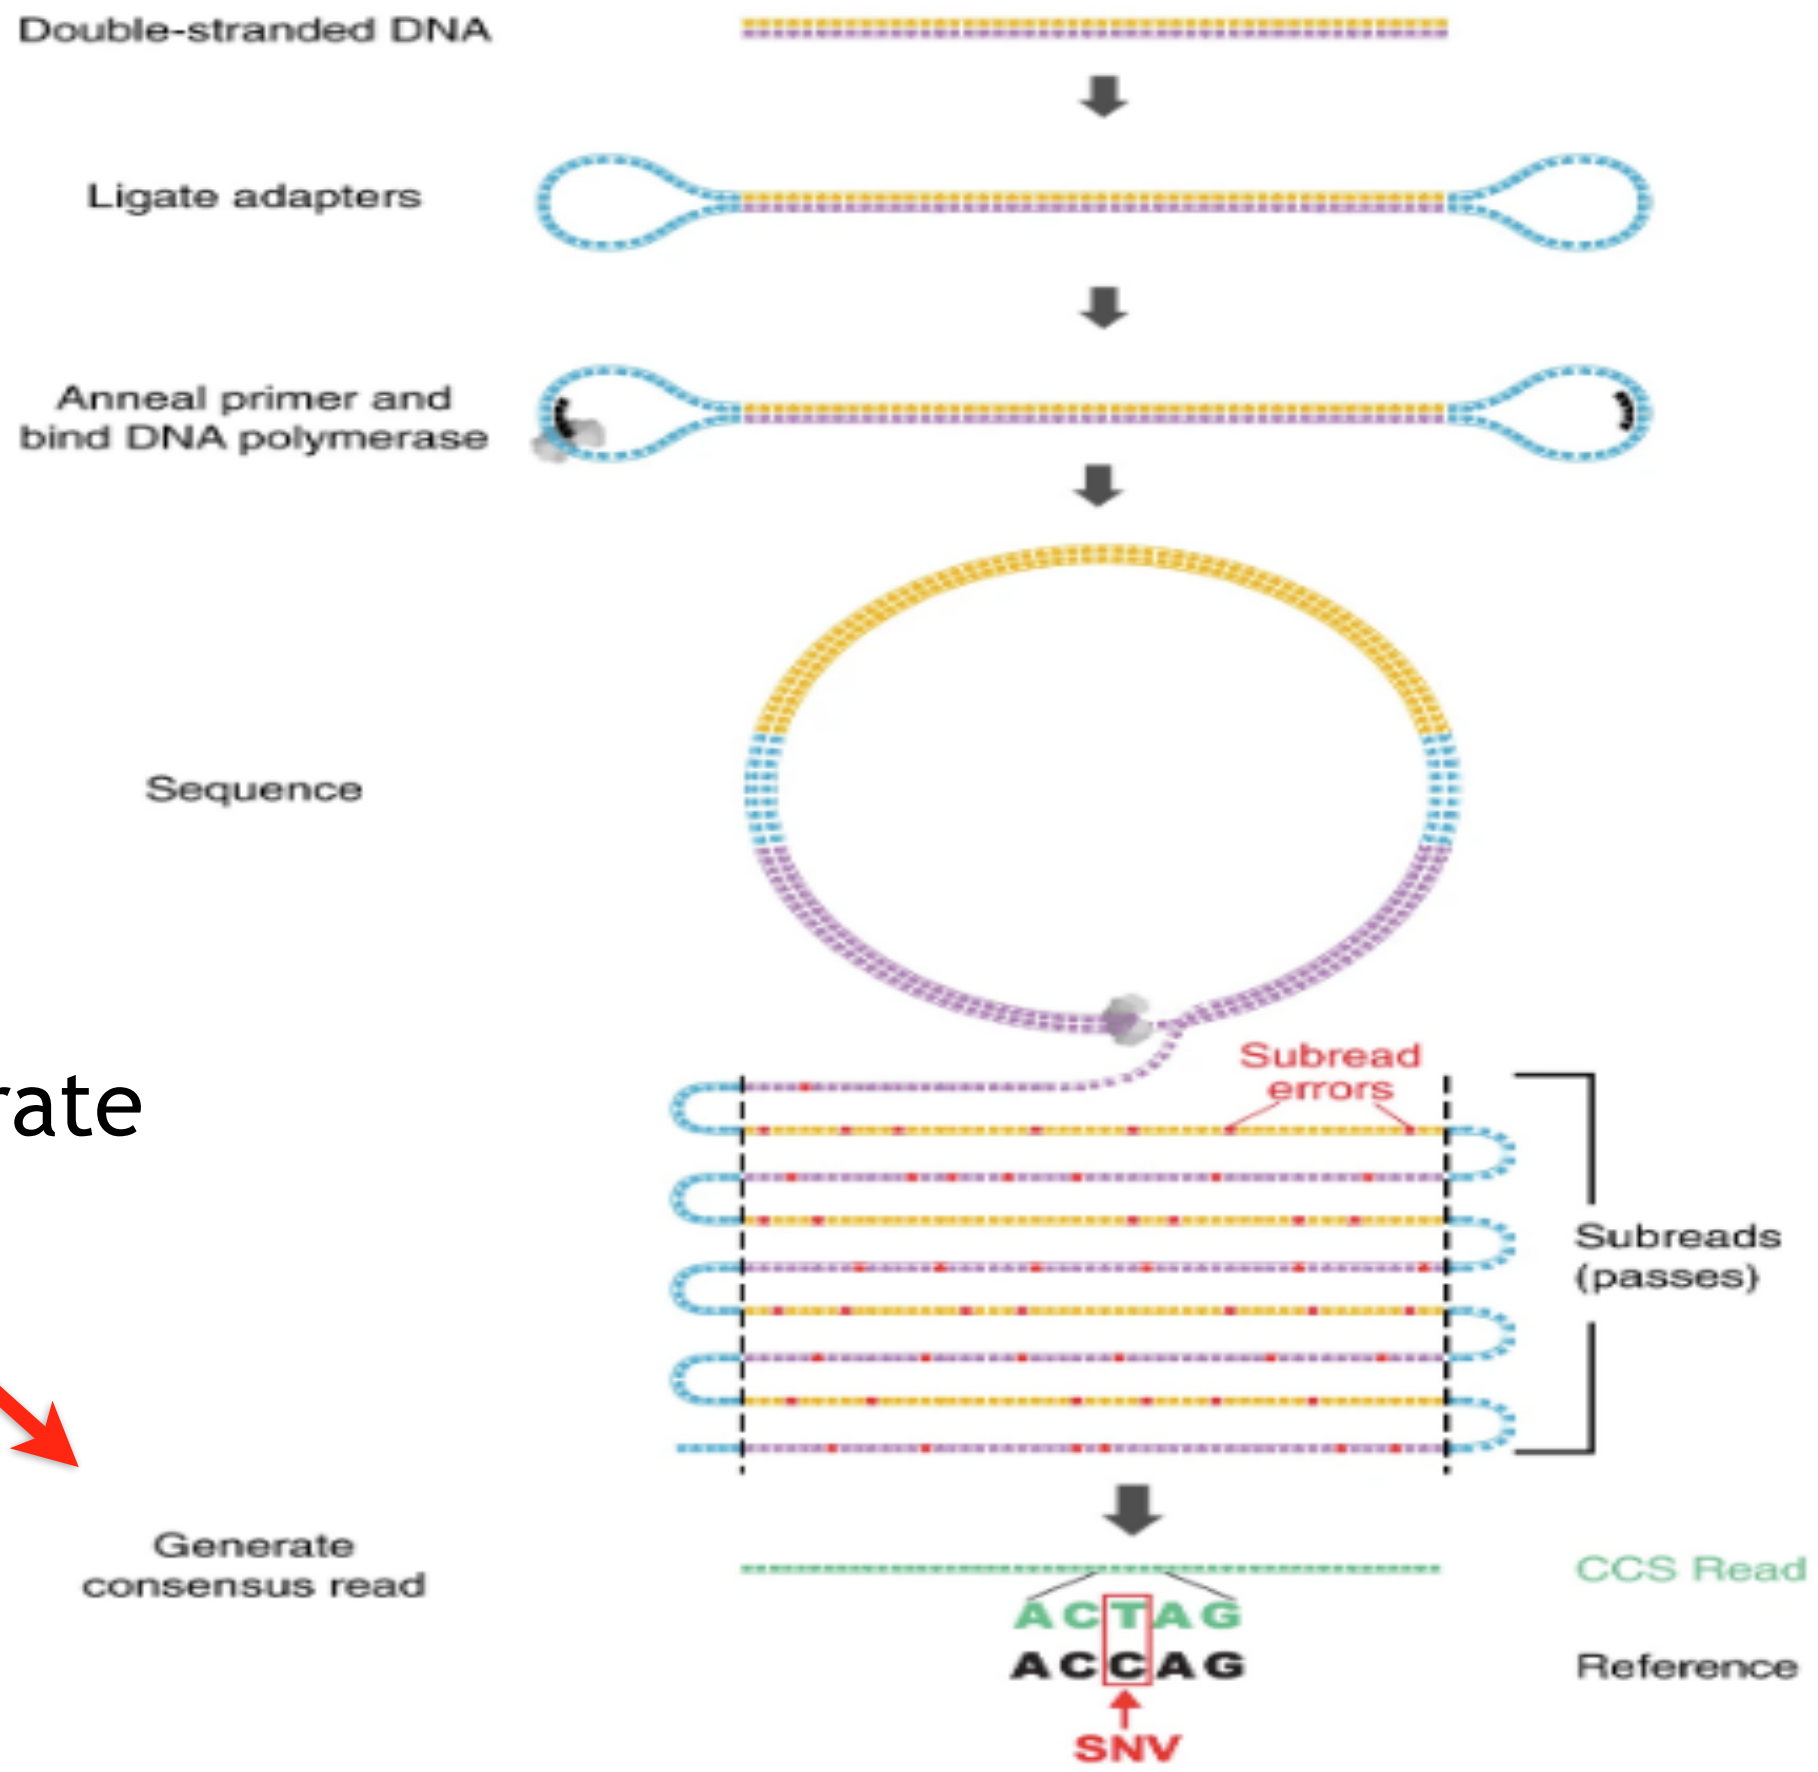 Double-stranded DNA
Ligate adapters
Anneal primer and
bind DNA polymerase
Sequence
rate
Subread
errors
Subreads
(passes)
Generate
consensus read
CCS Read
ACTAG
ACCAG
Reference
SNV